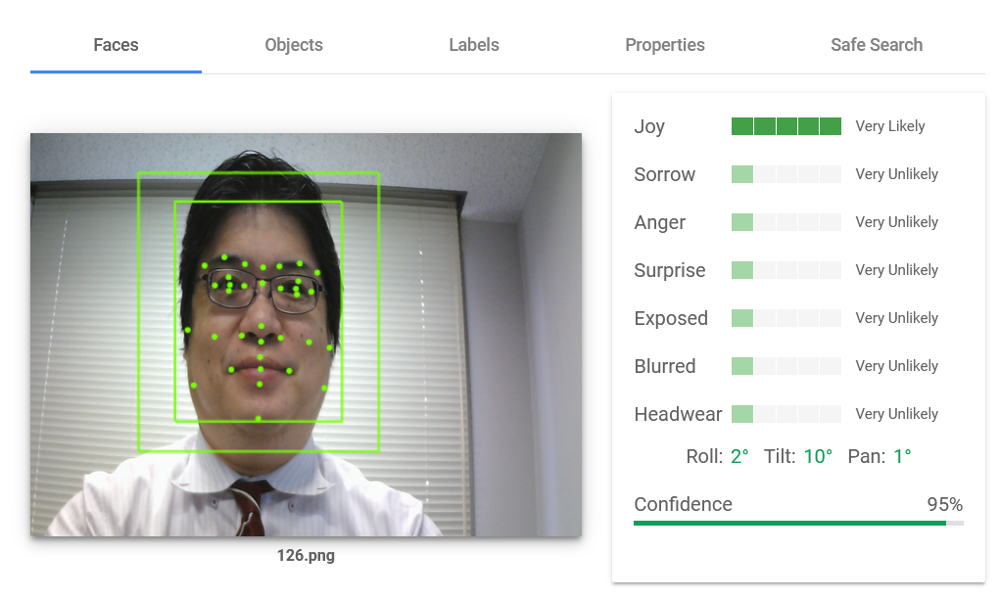 Faces Objects Labels Properties Safe Search
Joy Very Likely
Sorrow Very Unlikely
Anger Very Unlikely
Surprise Very Unlikely
Exposed Very Unlikely
Blurred Very Unlikely
Headwear Very Unlikely
Roll: 2° Tilt: 10° Pan: 1°
Confidence 95%
126.png